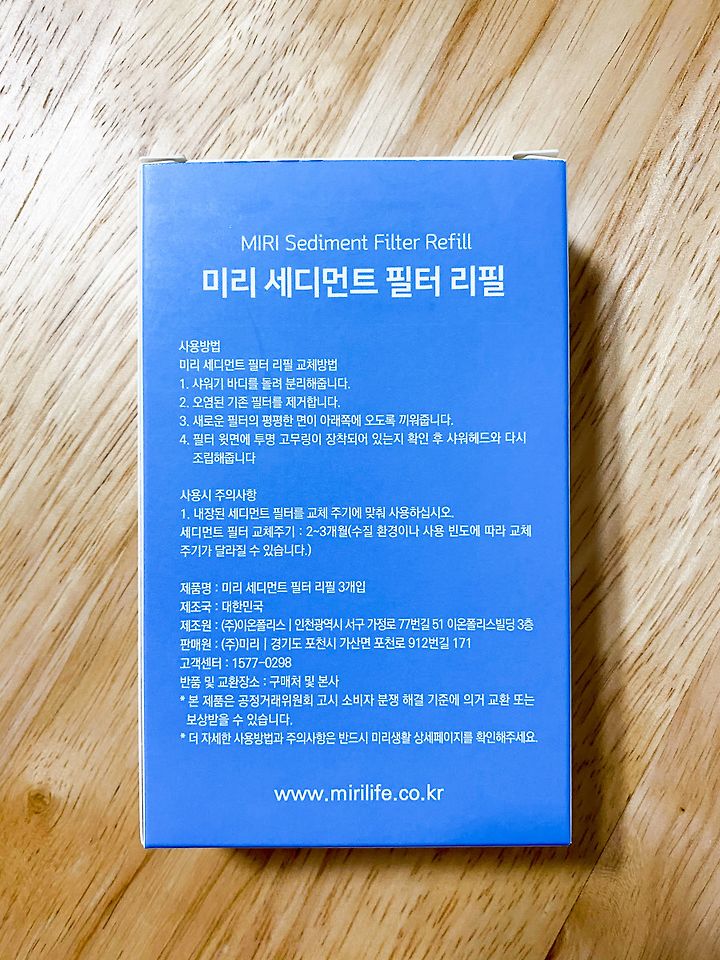 MIRI Sediment Filter Refill
미리 세디먼트 필터 리필
사용방법
미리 세디먼트 필터 리필 교체방법
1. 샤워기 바디를 돌려 분리해줍니다.
2. 오염된 기존 필터를 제거합니다.
3. 새로운 필터의 평평한 면이 아래쪽에 오도록 끼워줍니다.
4. 필터 윗면에 투명 고무링이 장착되어 있는지 확인 후 샤워헤드와 다시
조립해줍니다
사용시 주의사항
1. 내장된 세디먼트 필터를 교체 주기에 맞춰 사용하십시오.
세디먼트 필터 교체주기 : 2~3개월(수질 환경이나 사용 빈도에 따라 교체
주기가 달라질 수 있습니다.)
제품명 : 미리 세디먼트 필터 리필 3개입
제조국 : 대한민국
제조원 : (주)이온폴리스 | 인천광역시 서구 가정로 77번길 51 이온폴리스빌딩 3층
판매원 : (주)미리 | 경기도 포천시 가산면 포천로 912번길 171
고객센터 : 1577-0298
반품 및 교환장소 : 구매처 및 본사
* 본 제품은 공정거래위원회 고시 소비자 분쟁 해결 기준에 의거 교환 또는
보상받을 수 있습니다.
* 더 자세한 사용방법과 주의사항은 반드시 미리생활 상세페이지를 확인해주세요.
www.mirilife.co.kr